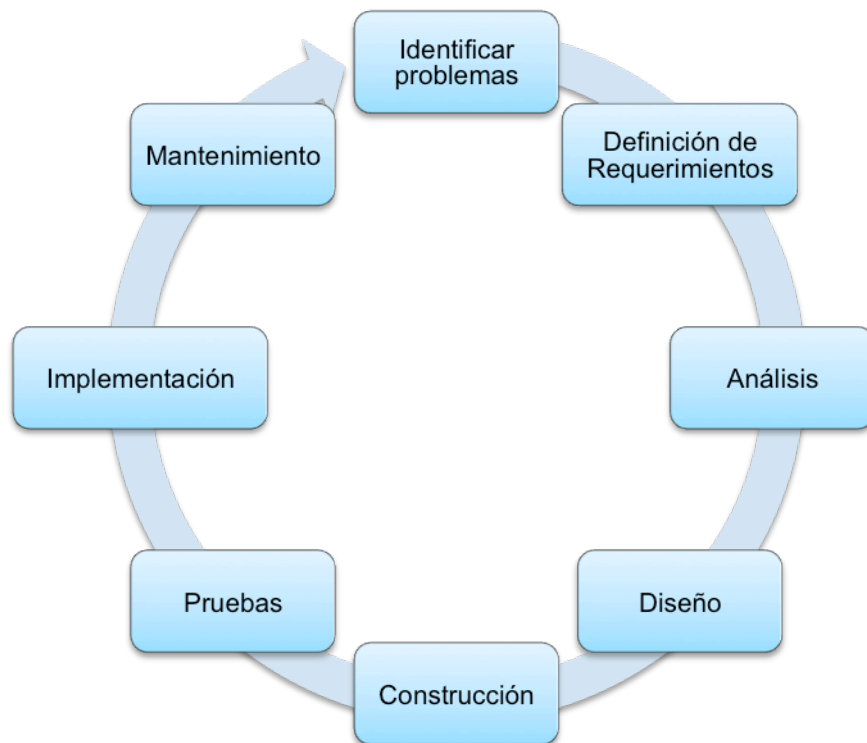 Identificar
problemas
Definición de
Requerimientos
Análisis
Diseño
Construcción
Pruebas
Implementación
Mantenimiento